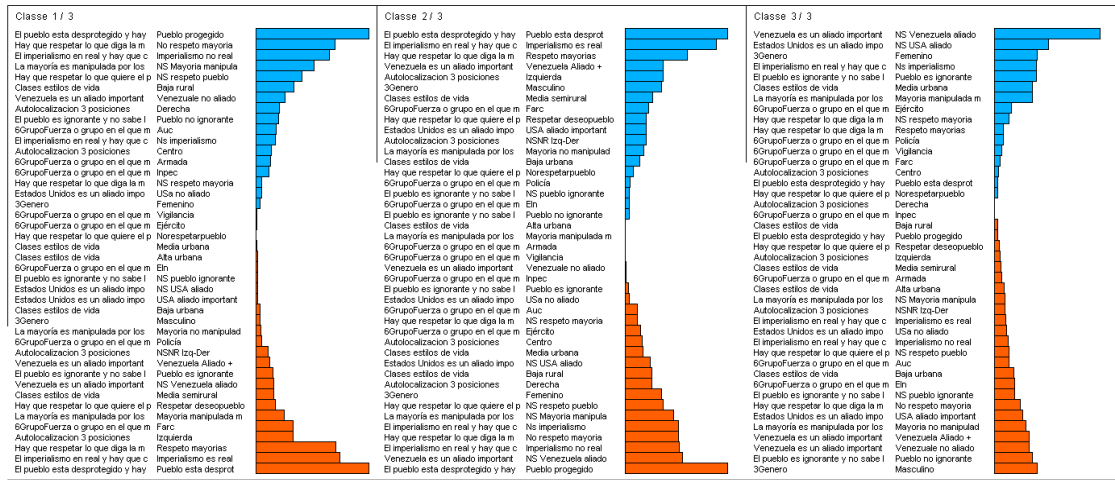 Classe 1 / 3
El pueblo esta desprotegido y hay Pueblo progegido
Hay que respetar lo que diga la m No respeto mayoria
El imperialismo en real y hay que c Imperialismo no real
La mayoría es manipulada por los NS Mayoria manipula
Hay que respetar lo que quiere el p NS respeto pueblo
Clases estilos de vida Baja rural
Venezuela es un aliado important Venezuale no aliado
Autolocalizacion 3 posiciones Derecha
El pueblo es ignorante y no sabe l Pueblo no ignorante
6GrupoFuerza o grupo en el que m Auc
El imperialismo en real y hay que c Ns imperialismo
Autolocalizacion 3 posiciones Centro
6GrupoFuerza o grupo en el que m Armada
6GrupoFuerza o grupo en el que m Inpec
Hay que respetar lo que diga la m NS respeto mayoria
Estados Unidos es un aliado impo USa no aliado
3Genero Femenino
6GrupoFuerza o grupo en el que m Vigilancia
6GrupoFuerza o grupo en el que m Ejército
Hay que respetar lo que quiere el p Norespetarpueblo
Clases estilos de vida Media urbana
Clases estilos de vida Alta urbana
6GrupoFuerza o grupo en el que m Eln
El pueblo es ignorante y no sabe l NS pueblo ignorante
Estados Unidos es un aliado impo NS USA aliado
Estados Unidos es un aliado impo USA aliado important
Clases estilos de vida Baja urbana
3Genero Masculino
La mayoría es manipulada por los Mayoria no manipulad
6GrupoFuerza o grupo en el que m Policía
Autolocalizacion 3 posiciones NSNR Izq-Der
Venezuela es un aliado important Venezuela Aliado +
El pueblo es ignorante y no sabe l Pueblo es ignorante
Venezuela es un aliado important NS Venezuela aliado
Clases estilos de vida Media semirural
Hay que respetar lo que quiere el p Respetar deseopueblo
La mayoría es manipulada por los Mayoria manipulada m
6GrupoFuerza o grupo en el que m Farc
Autolocalizacion 3 posiciones Izquierda
Hay que respetar lo que diga la m Respeto mayorias
El imperialismo en real y hay que c Imperialismo es real
El pueblo esta desprotegido y hay Pueblo esta desprot
Classe 2 / 3
El pueblo esta desprotegido y hay Pueblo esta desprot
El imperialismo en real y hay que c Imperialismo es real
Hay que respetar lo que diga la m Respeto mayorias
Venezuela es un aliado important Venezuela Aliado +
Autolocalizacion 3 posiciones Izquierda
3Genero Masculino
Clases estilos de vida Media semirural
6GrupoFuerza o grupo en el que m Farc
Hay que respetar lo que quiere el p Respetar deseopueblo
Estados Unidos es un aliado impo USA aliado important
Autolocalizacion 3 posiciones NSNR Izq-Der
La mayoría es manipulada por los Mayoria no manipulad
Clases estilos de vida Baja urbana
Hay que respetar lo que quiere el p Norespetarpueblo
6GrupoFuerza o grupo en el que m Policía
El pueblo es ignorante y no sabe l NS pueblo ignorante
6GrupoFuerza o grupo en el que m Eln
El pueblo es ignorante y no sabe l Pueblo no ignorante
Clases estilos de vida Alta urbana
La mayoría es manipulada por los Mayoria manipulada m
6GrupoFuerza o grupo en el que m Armada
6GrupoFuerza o grupo en el que m Vigilancia
Venezuela es un aliado important Venezuale no aliado
6GrupoFuerza o grupo en el que m Inpec
El pueblo es ignorante y no sabe l Pueblo es ignorante
Estados Unidos es un aliado impo USa no aliado
6GrupoFuerza o grupo en el que m Auc
Hay que respetar lo que diga la m NS respeto mayoria
6GrupoFuerza o grupo en el que m Ejército
Autolocalizacion 3 posiciones Centro
Clases estilos de vida Media urbana
Estados Unidos es un aliado impo NS USA aliado
Clases estilos de vida Baja rural
Autolocalizacion 3 posiciones Derecha
3Genero Femenino
Hay que respetar lo que quiere el p NS respeto pueblo
La mayoría es manipulada por los NS Mayoria manipula
El imperialismo en real y hay que c Ns imperialismo
Hay que respetar lo que diga la m No respeto mayoria
El imperialismo en real y hay que c Imperialismo no real
Venezuela es un aliado important NS Venezuela aliado
El pueblo esta desprotegido y hay Pueblo progegido
Classe 3 / 3
Venezuela es un aliado important NS Venezuela aliado
Estados Unidos es un aliado impo NS USA aliado
3Genero Femenino
El imperialismo en real y hay que c Ns imperialismo
El pueblo es ignorante y no sabe l Pueblo es ignorante
Clases estilos de vida Media urbana
La mayoría es manipulada por los Mayoria manipulada m
6GrupoFuerza o grupo en el que m Ejército
Hay que respetar lo que diga la m NS respeto mayoria
Hay que respetar lo que diga la m Respeto mayorias
6GrupoFuerza o grupo en el que m Policía
6GrupoFuerza o grupo en el que m Vigilancia
6GrupoFuerza o grupo en el que m Farc
Autolocalizacion 3 posiciones Centro
El pueblo esta desprotegido y hay Pueblo esta desprot
Hay que respetar lo que quiere el p Norespetarpueblo
Autolocalizacion 3 posiciones Derecha
6GrupoFuerza o grupo en el que m Inpec
Clases estilos de vida Baja rural
El pueblo esta desprotegido y hay Pueblo progegido
Hay que respetar lo que quiere el p Respetar deseopueblo
Autolocalizacion 3 posiciones Izquierda
Clases estilos de vida Media semirural
6GrupoFuerza o grupo en el que m Armada
Clases estilos de vida Alta urbana
La mayoría es manipulada por los NS Mayoria manipula
Autolocalizacion 3 posiciones NSNR Izq-Der
El imperialismo en real y hay que c Imperialismo es real
Estados Unidos es un aliado impo USa no aliado
El imperialismo en real y hay que c Imperialismo no real
Hay que respetar lo que quiere el p NS respeto pueblo
6GrupoFuerza o grupo en el que m Auc
Clases estilos de vida Baja urbana
6GrupoFuerza o grupo en el que m Eln
El pueblo es ignorante y no sabe l NS pueblo ignorante
Hay que respetar lo que diga la m No respeto mayoria
Estados Unidos es un aliado impo USA aliado important
La mayoría es manipulada por los Mayoria no manipulad
Venezuela es un aliado important Venezuela Aliado +
Venezuela es un aliado important Venezuale no aliado
El pueblo es ignorante y no sabe l Pueblo no ignorante
3Genero Masculino